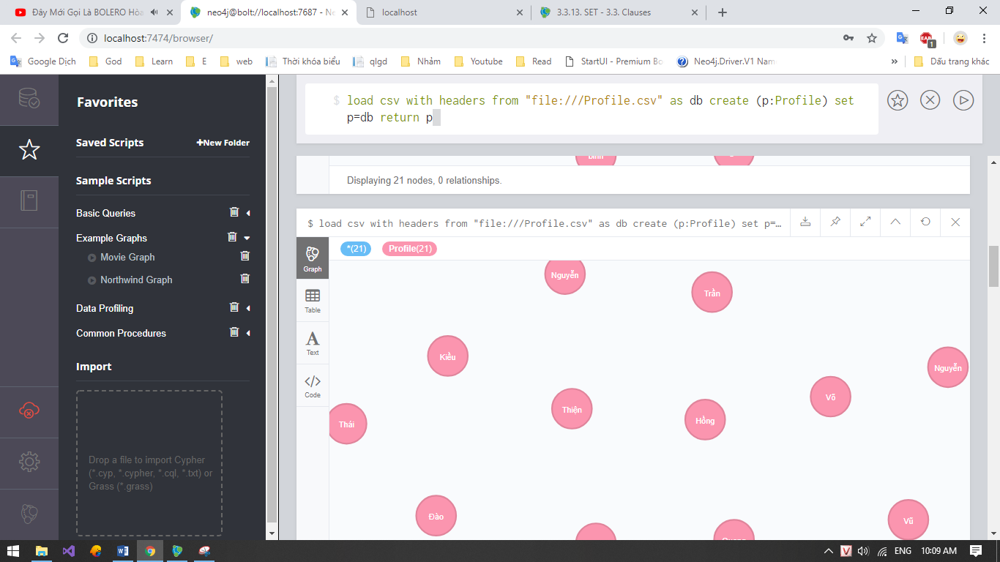 Đây Mới Gọi Là BOLERO Hòa
neo4j@bolt://localhost:7687 - Ne
localhost
3.3.13. SET - 3.3. Clauses
localhost:7474/browser/
1
Google Dịch
God
Learn
E
web
Thời khóa biểu
qlgd
Nhảm
Youtube
Read
StartUI - Premium Bo
Neo4j.Driver.V1 Nam
»
Dấu trang khác
Favorites
Saved Scripts
+New Folder
Sample Scripts
Basic Queries
Example Graphs
Movie Graph
Northwind Graph
Data Profiling
Common Procedures
Import
Drop a file to import Cypher
(*.cyp, *.cypher, *.cql, *.txt) or
Grass (*.grass)
$ load csv with headers from "file:///Profile.csv" as db create (p:Profile) set
p=db return p
Displaying 21 nodes, 0 relationships.
$ load csv with headers from "file:///Profile.csv" as db create (p:Profile) set p=…
Graph
Table
Text
Code
*(21)
Profile(21)
Nguyễn
Trần
Kiều
Nguyễn
Võ
Thiện
Hồng
Thái
Đào
Vũ
ENG
10:09 AM